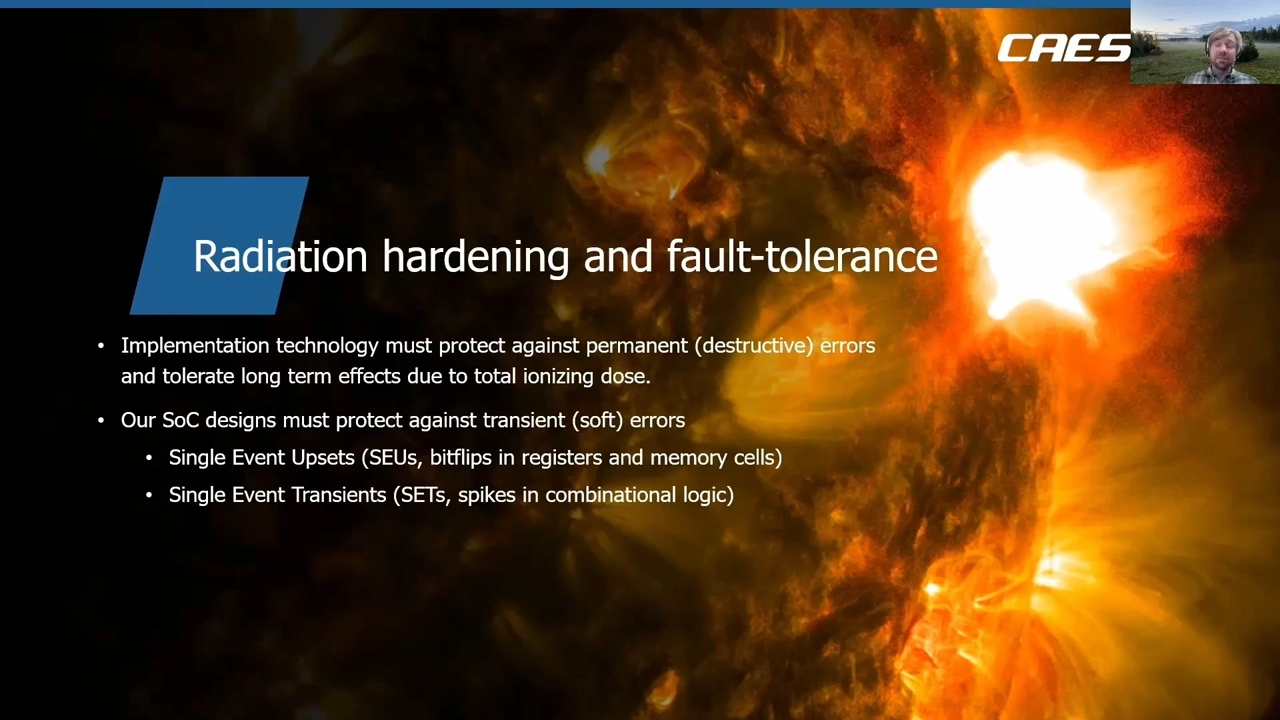 CAES
Radiation hardening and fault-tolerance
• Implementation technology must protect against permanent (destructive) errors
and tolerate long term effects due to total ionizing dose.
• Our SoC designs must protect against transient (soft) errors
• Single Event Upsets (SEUs, bitflips in registers and memory cells)
• Single Event Transients (SETs, spikes in combinational logic)